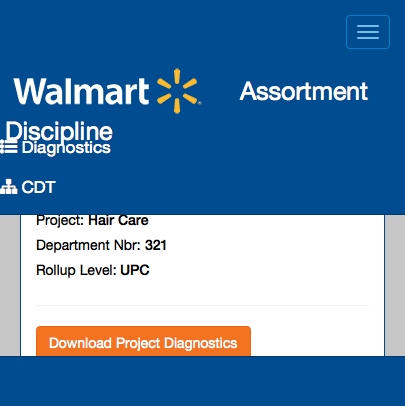 Walmart Assortment
Discipline
Diagnostics
CDT
Project: Hair Care
Department Nbr: 321
Rollup Level: UPC
Download Project Diagnostics